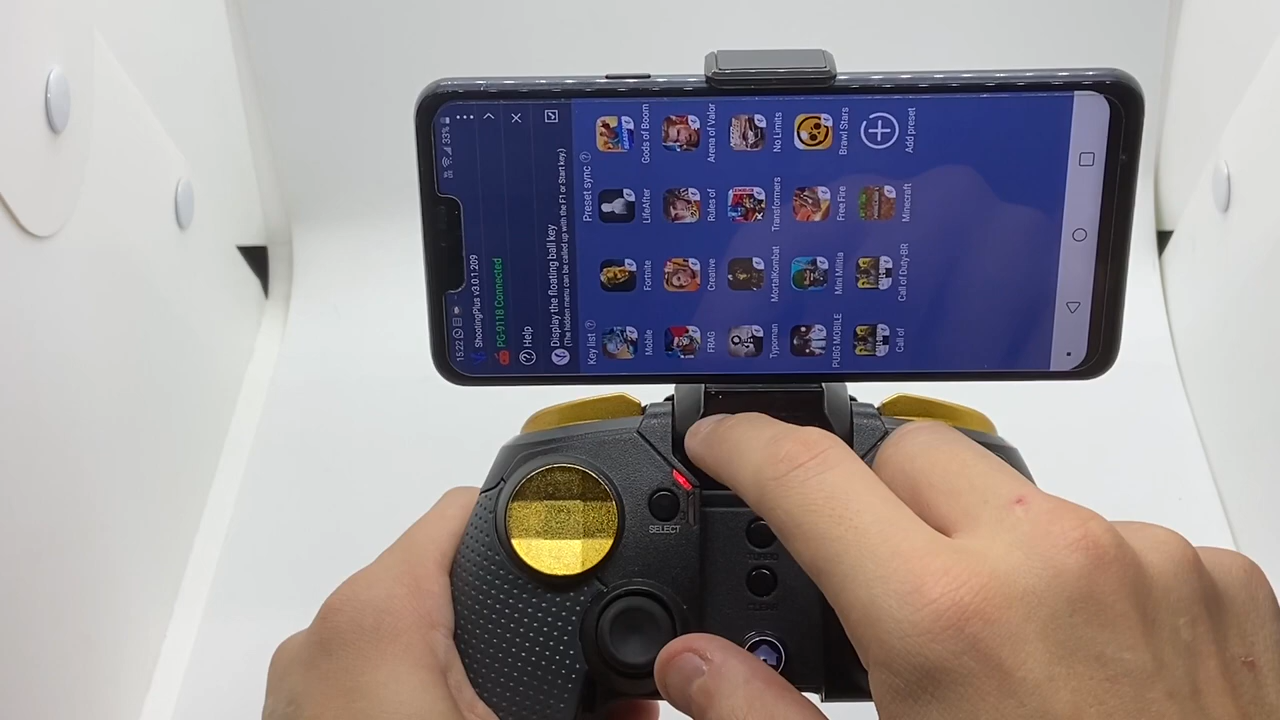 15:22
33%
ShootingPlus v3.0.1.209
PG-9118 Connected
Help
Display the floating ball key
(The hidden menu can be called up with the F1 or Start key.)
Key list
Preset sync
Mobile
Fortnite
LifeAfter
Gods of Boom
FRAG
Creative
Rules of
Arena of Valor
Typoman
MortalKombat
Transformers
No Limits
PUBG MOBILE
Mini Militia
Free Fire
Brawl Stars
Call of
Call of Duty-BR
Minecraft
Add preset
SELECT
TURBO
CLEAR